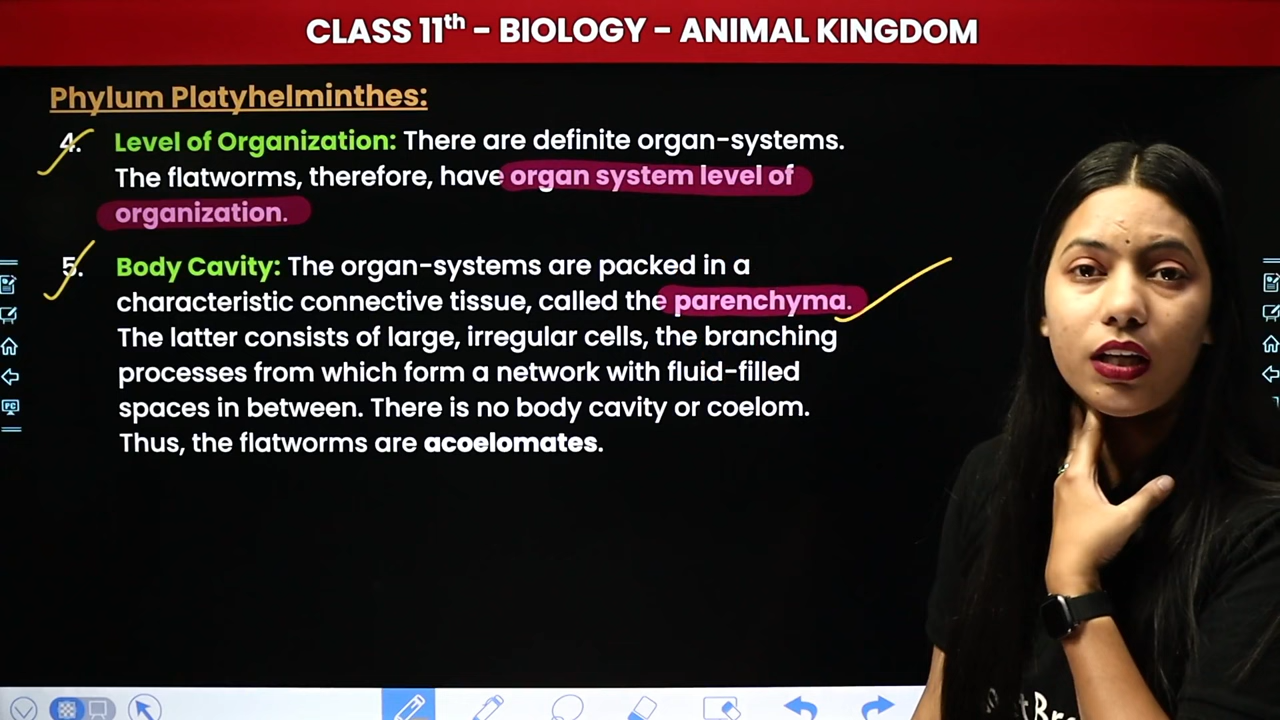 CLASS 11th - BIOLOGY - ANIMAL KINGDOM
Phylum Platyhelminthes:
4. Level of Organization: There are definite organ-systems.
The flatworms, therefore, have organ system level of
organization.
5. Body Cavity: The organ-systems are packed in a
characteristic connective tissue, called the parenchyma.
The latter consists of large, irregular cells, the branching
processes from which form a network with fluid-filled
spaces in between. There is no body cavity or coelom.
Thus, the flatworms are acoelomates.